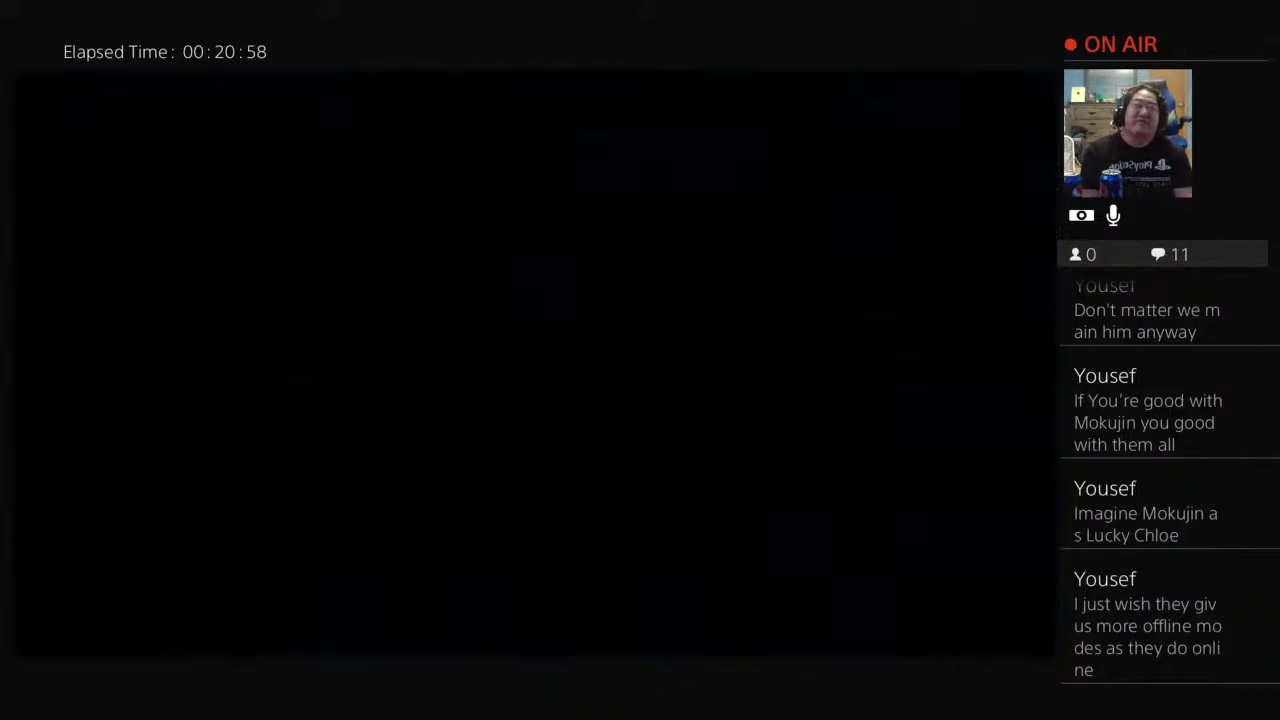 Elapsed Time: 00:20:58
ON AIR
0
11
Yousef
Don't matter we m
ain him anyway
Yousef
If You're good with
Mokujin you good
with them all
Yousef
Imagine Mokujin a
s Lucky Chloe
Yousef
I just wish they giv
us more offline mo
des as they do onli
ne